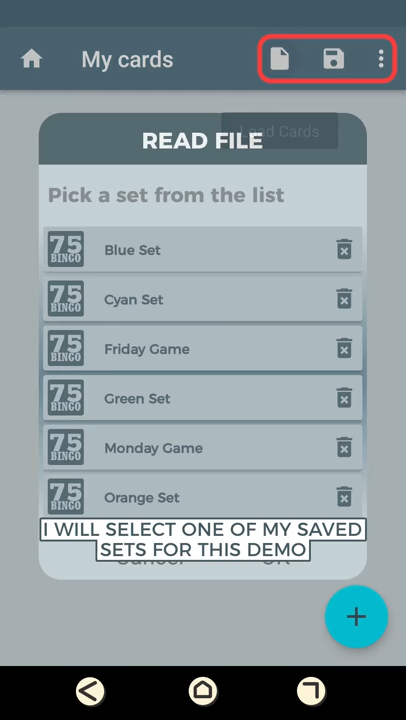 My cards
Load Cards
READ FILE
Pick a set from the list
75 BINGO Blue Set
75 BINGO Cyan Set
75 BINGO Friday Game
75 BINGO Green Set
75 BINGO Monday Game
75 BINGO Orange Set
I WILL SELECT ONE OF MY SAVED
SETS FOR THIS DEMO
Cancel OK